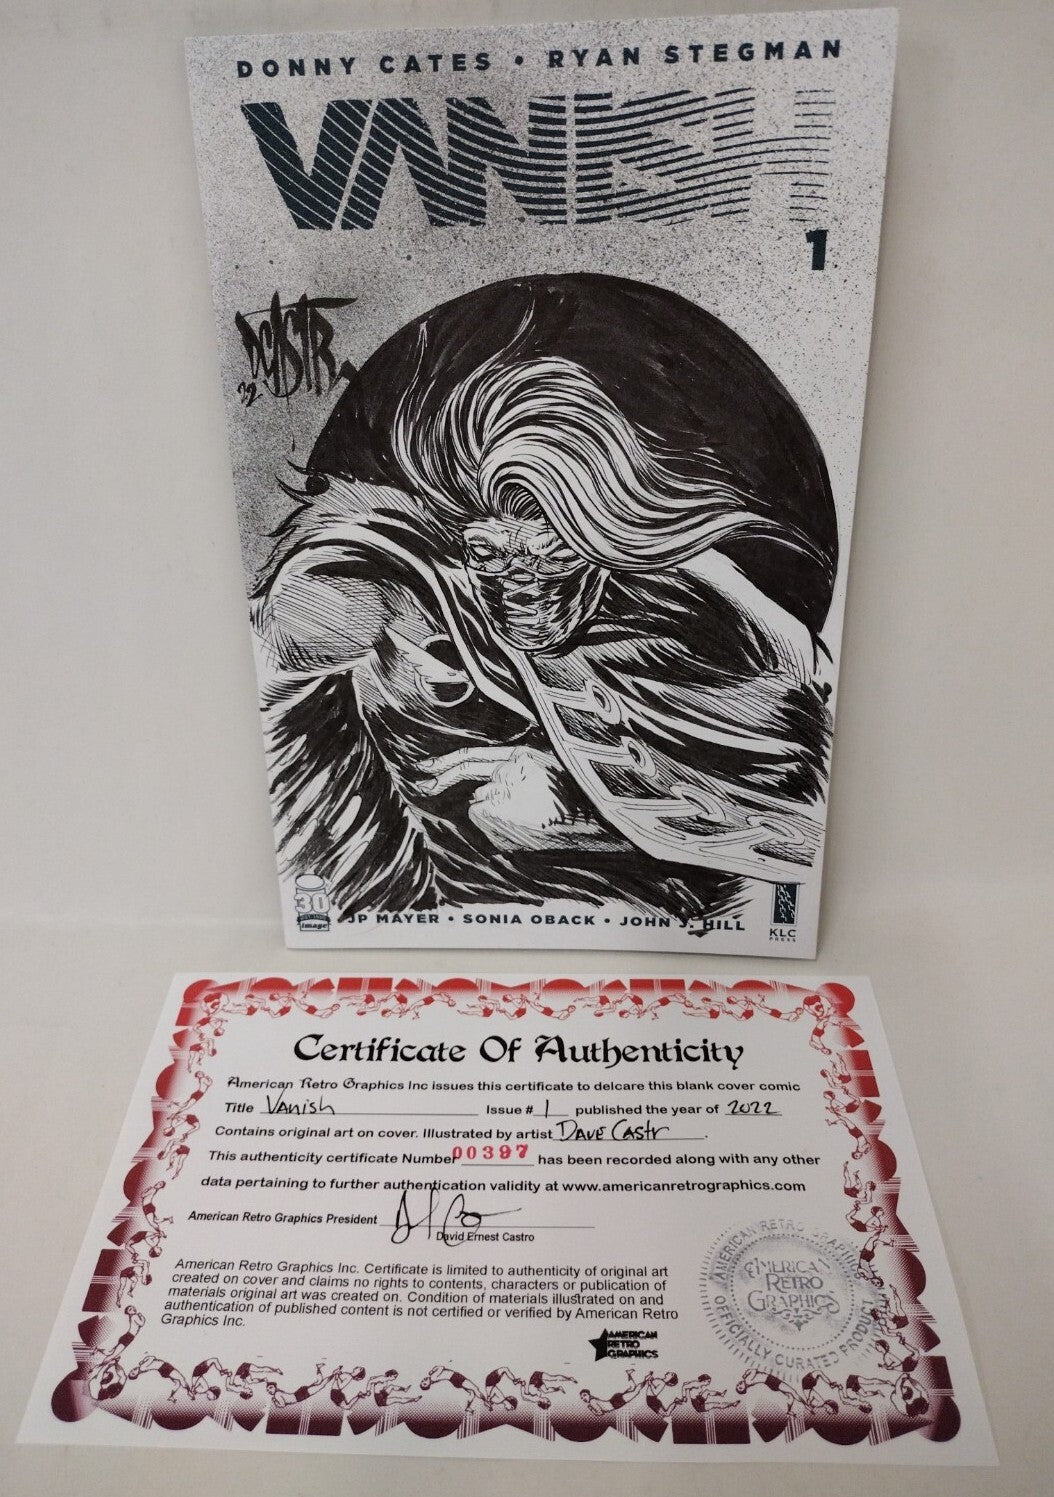 DONNY CATES • RYAN STEGMAN
VANISH
1
DCASTR
22
30
image
JP MAYER • SONIA OBACK • JOHN J. HILL
KLC
PRESS
Certificate Of Authenticity
American Retro Graphics Inc issues this certificate to delcare this blank cover comic
Title Vanish Issue # 1 published the year of 2022
Contains original art on cover. Illustrated by artist Dave Castr.
This authenticity certificate Number 00397 has been recorded along with any other
data pertaining to further authentication validity at www.americanretrographics.com
American Retro Graphics President
David Ernest Castro
American Retro Graphics Inc. Certificate is limited to authenticity of original art
created on cover and claims no rights to contents, characters or publication of
materials original art was created on. Condition of materials illustrated on and
authentication of published content is not certified or verified by American Retro
Graphics Inc.
AMERICAN
RETRO
GRAPHICS
AMERICAN RETRO GRAPHICS
AMERICAN
RETRO
GRAPHICS
OFFICIALLY CURATED PRODUCT